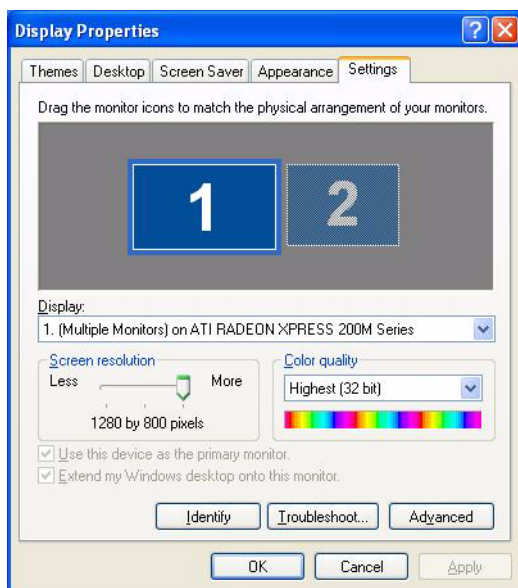 Display Properties
Themes Desktop Screen Saver Appearance Settings
Drag the monitor icons to match the physical arrangement of your monitors.
1 2
Display:
1. (Multiple Monitors) on ATI RADEON XPRESS 200M Series
Screen resolution Color quality
Less More Highest (32 bit)
1280 by 800 pixels
Use this device as the primary monitor.
Extend my Windows desktop onto this monitor.
Identify Troubleshoot... Advanced
OK Cancel Apply